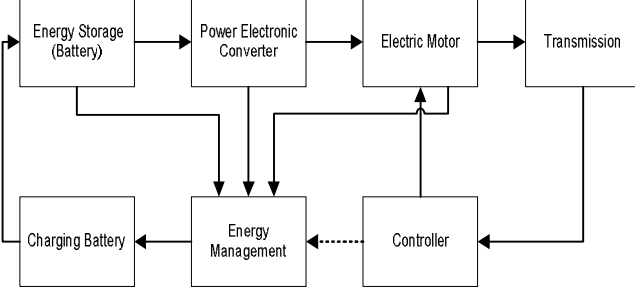 Energy Storage
(Battery)
Power Electronic
Converter
Electric Motor
Transmission
Charging Battery
Energy
Management
Controller